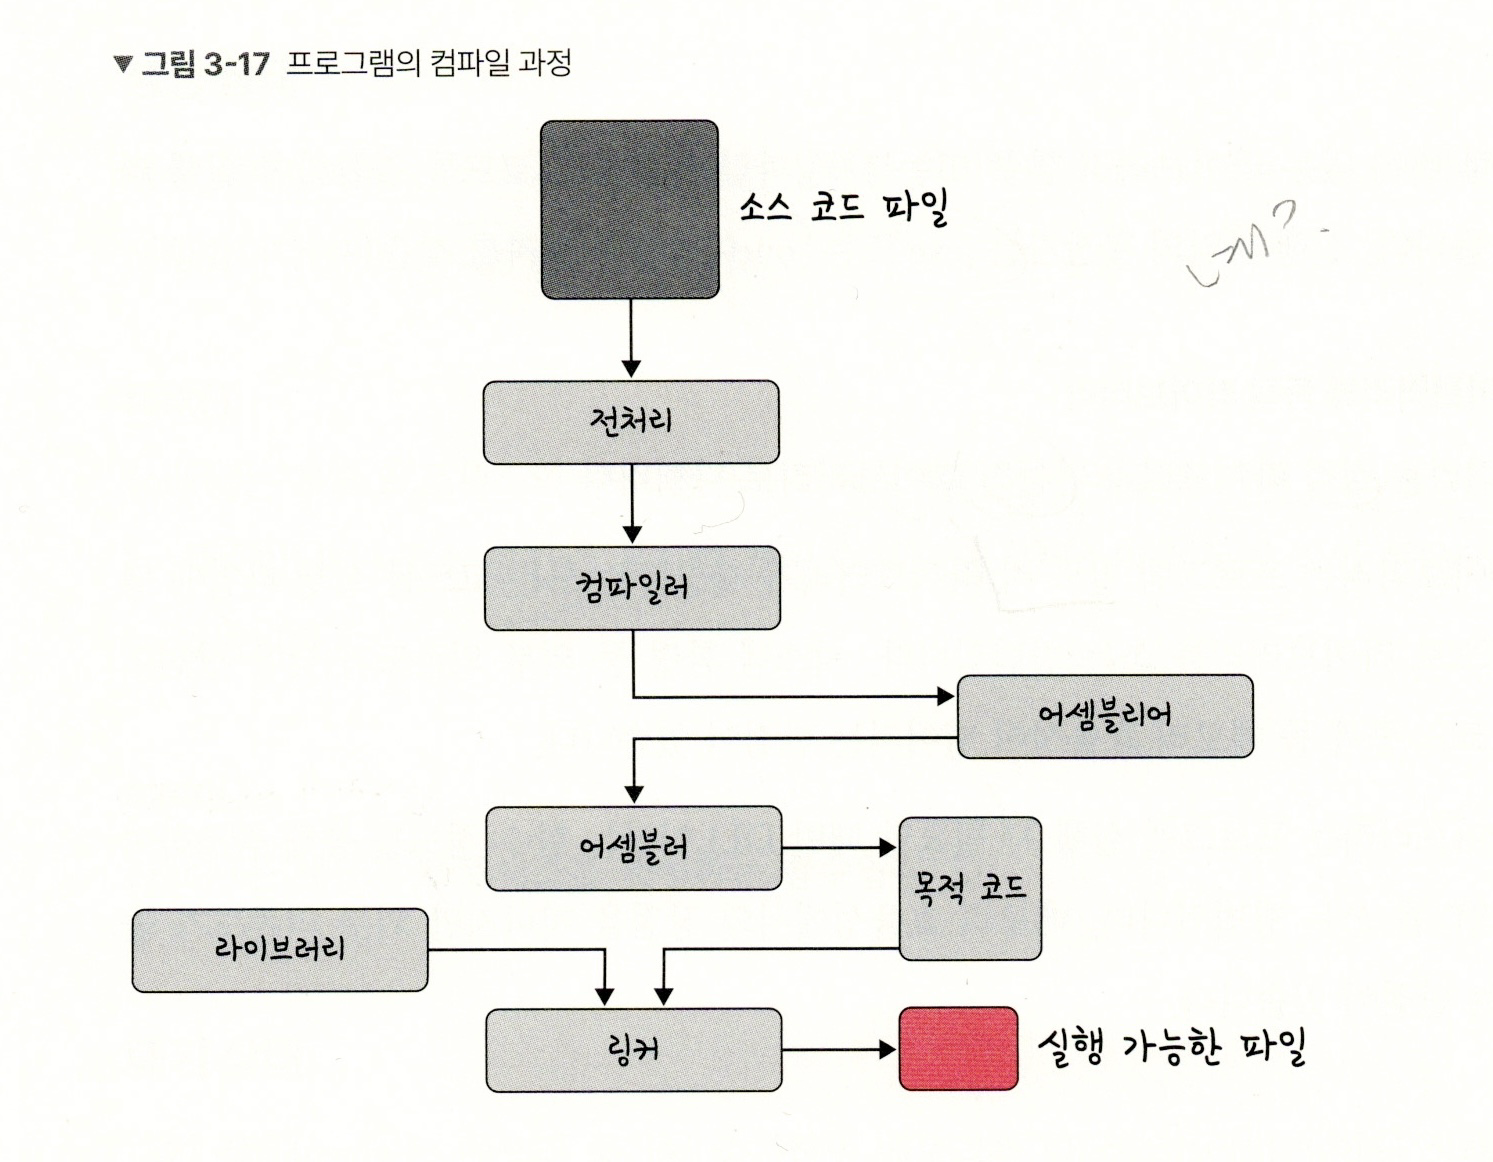 ▼ 그림 3-17 프로그램의 컴파일 과정
소스 코드 파일
전처리
컴파일러
어셈블리어
어셈블러
목적 코드
라이브러리
링커
실행 가능한 파일